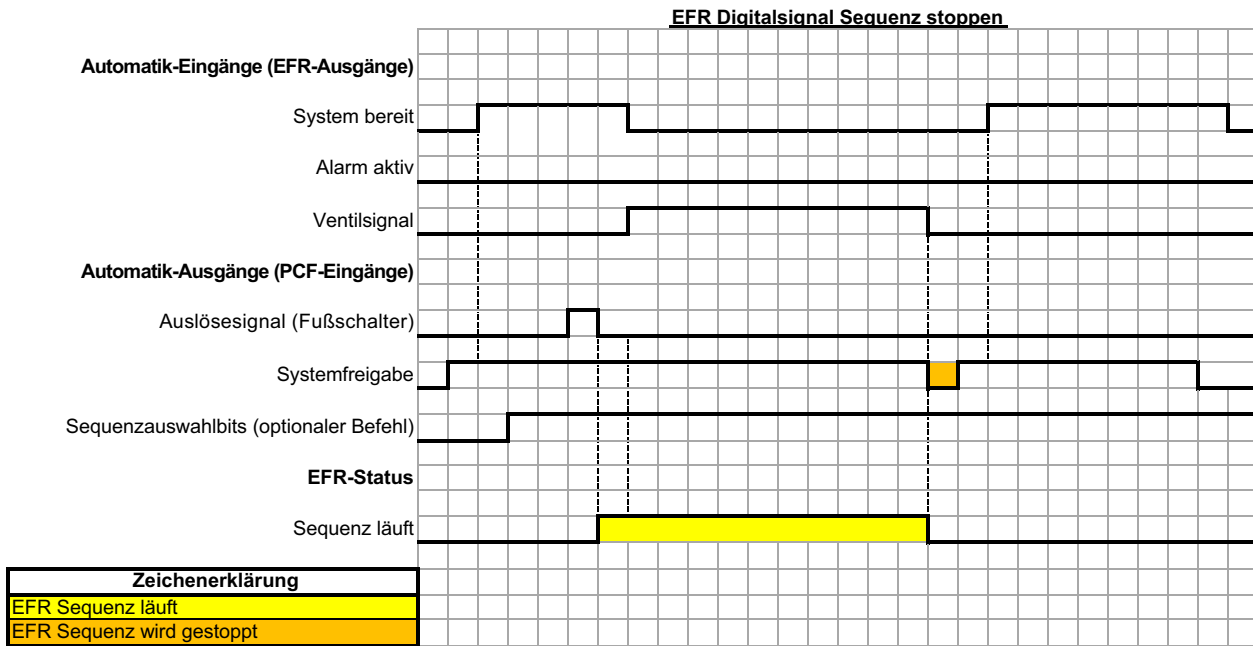 EFR Digitalsignal Sequenz stoppen
Automatik-Eingänge (EFR-Ausgänge)
System bereit
Alarm aktiv
Ventilsignal
Automatik-Ausgänge (PCF-Eingänge)
Auslösesignal (Fußschalter)
Systemfreigabe
Sequenzauswahlbits (optionaler Befehl)
EFR-Status
Sequenz läuft
Zeichenerklärung
EFR Sequenz läuft
EFR Sequenz wird gestoppt